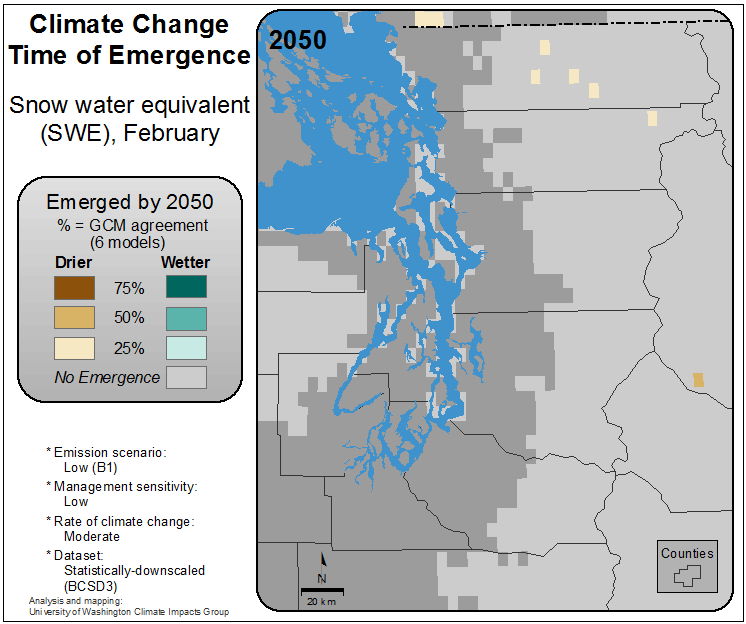 Climate Change
Time of Emergence
Snow water equivalent
(SWE), February
Emerged by 2050
% = GCM agreement
(6 models)
Drier Wetter
75%
50%
25%
No Emergence
* Emission scenario:
Low (B1)
* Management sensitivity:
Low
* Rate of climate change:
Moderate
* Dataset:
Statistically-downscaled
(BCSD3)
Analysis and mapping:
University of Washington Climate Impacts Group
2050
N
20 km
Counties